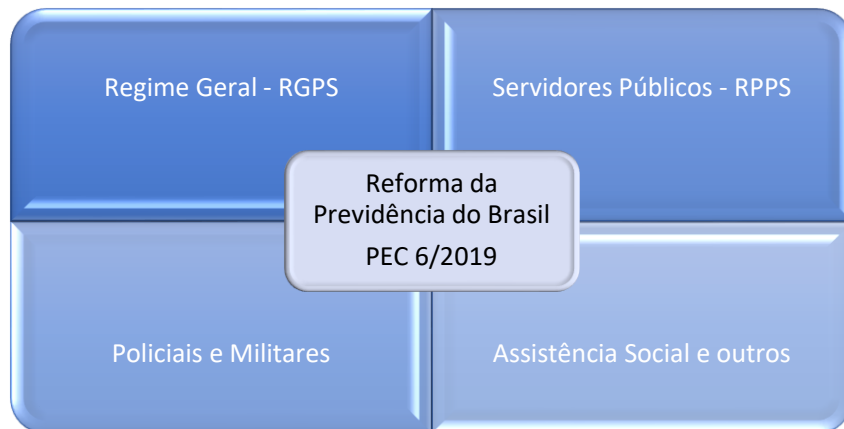 Regime Geral - RGPS
Servidores Públicos - RPPS
Reforma da
Previdência do Brasil
PEC 6/2019
Policiais e Militares
Assistência Social e outros